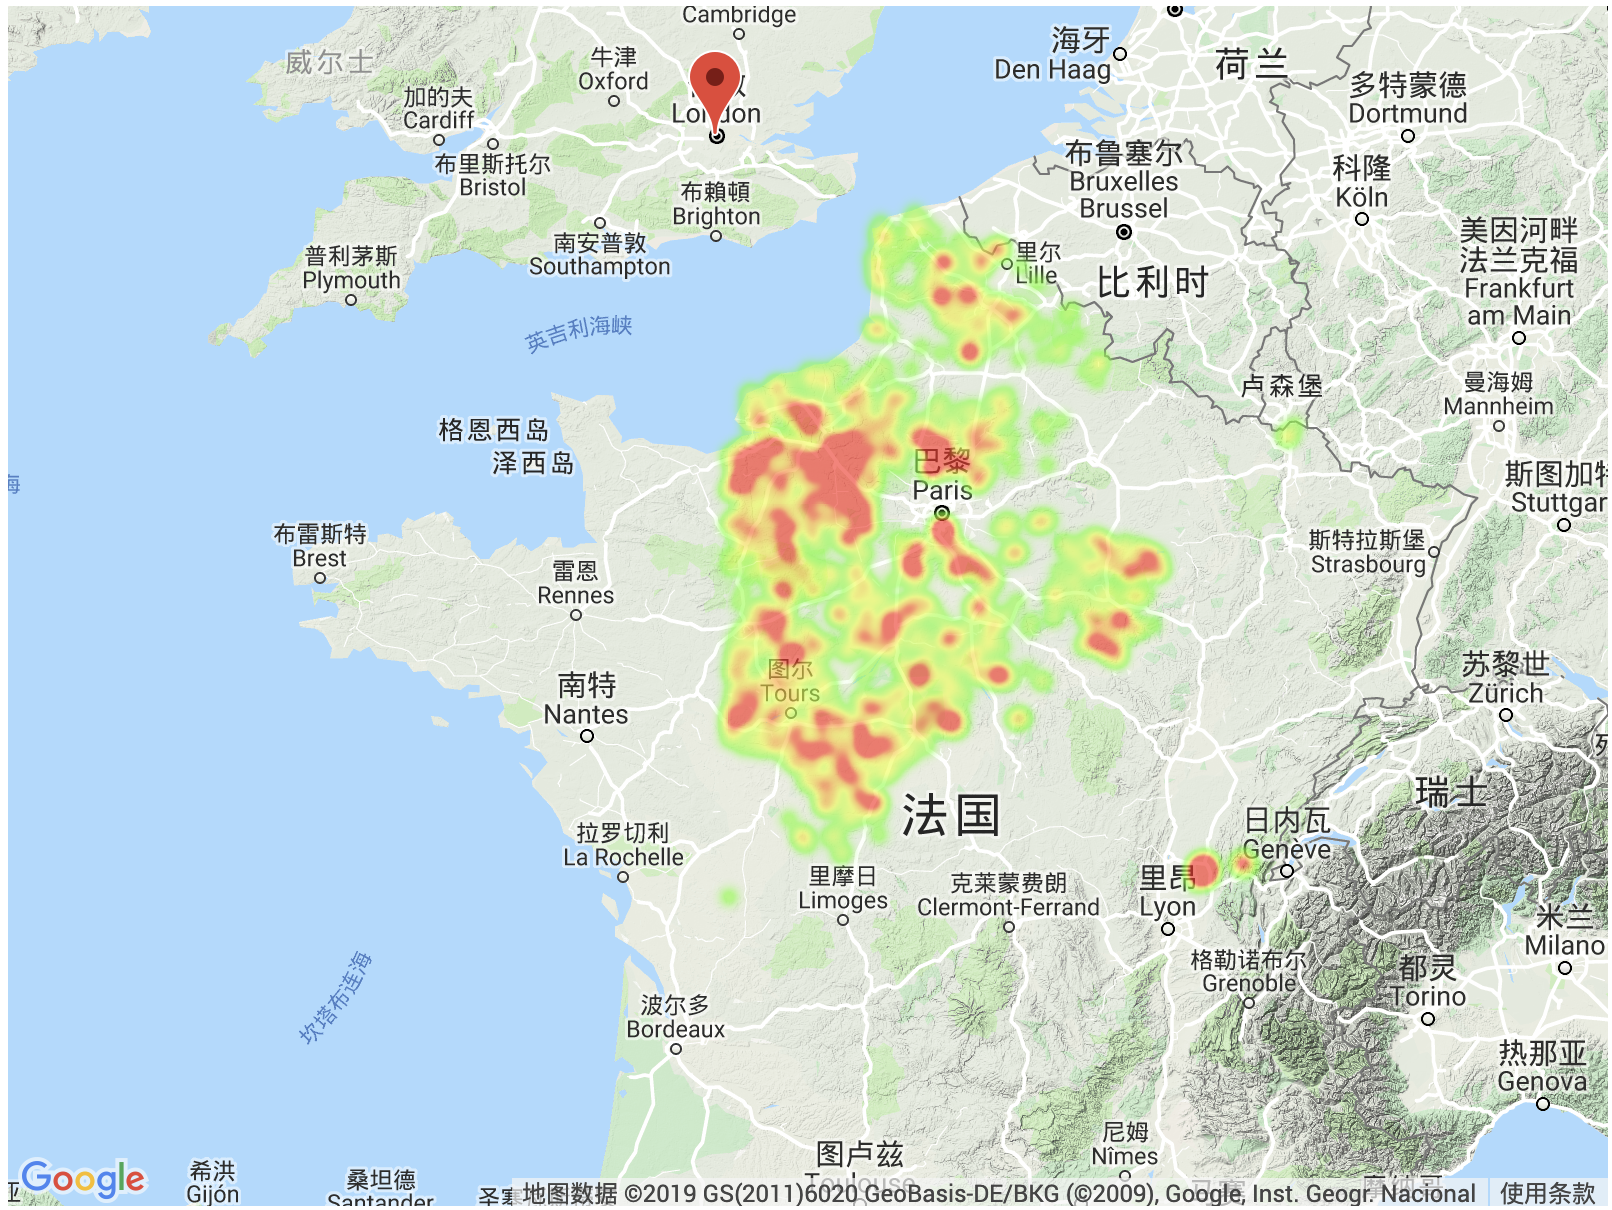 Cambridge
威尔士
牛津
Oxford
海牙
Den Haag
荷兰
多特蒙德
Dortmund
加的夫
Cardiff
London
布里斯托尔
Bristol
布鲁塞尔
Bruxelles
Brussel
科隆
Köln
布賴頓
Brighton
南安普敦
Southampton
普利茅斯
Plymouth
里尔
Lille
比利时
美因河畔
法兰克福
Frankfurt
am Main
英吉利海峡
卢森堡
曼海姆
Mannheim
格恩西岛
泽西岛
海
巴黎
Paris
斯图加特
Stuttgar
布雷斯特
Brest
雷恩
Rennes
斯特拉斯堡
Strasbourg
图尔
Tours
南特
Nantes
苏黎世
Zürich
法国
瑞士
日内瓦
Genève
拉罗切利
La Rochelle
里摩日
Limoges
克莱蒙费朗
Clermont-Ferrand
里昂
Lyon
米兰
Milano
格勒诺布尔
Grenoble
都灵
Torino
坎塔布连海
波尔多
Bordeaux
热那亚
Genova
尼姆
Nîmes
图卢兹
Toulouse
Google
希洪
Gijón
桑坦德
Santander
地图数据 ©2019 GS(2011)6020 GeoBasis-DE/BKG (©2009), Google, Inst. Geogr. Nacional
使用条款